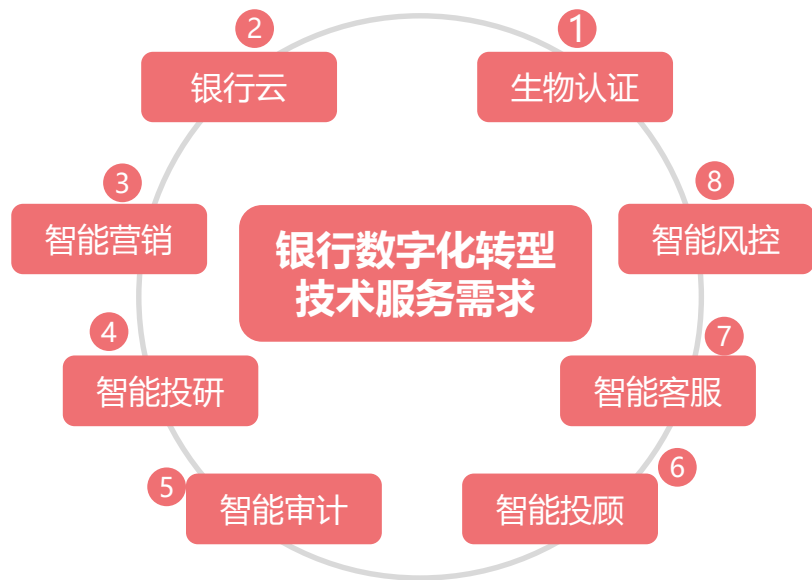 2
1
银行云
生物认证
3
8
智能营销
智能风控
银行数字化转型
技术服务需求
4
7
智能投研
智能客服
5
6
智能审计
智能投顾